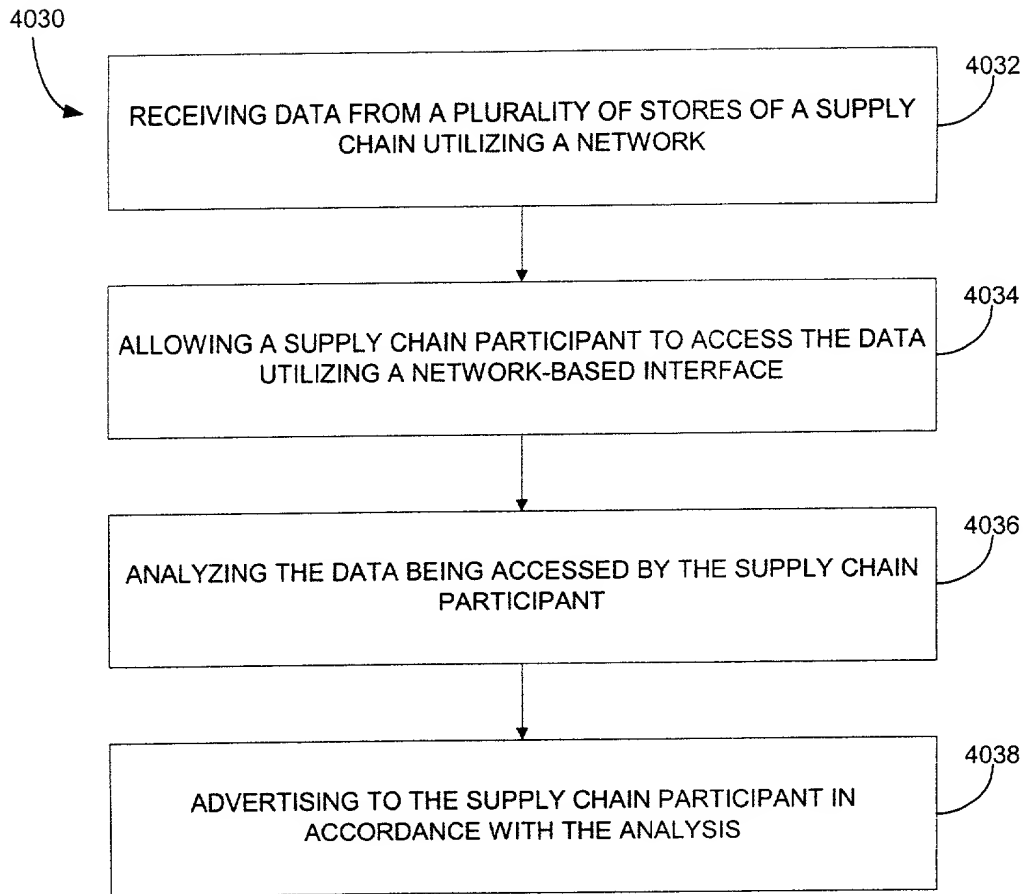 4030
4032
RECEIVING DATA FROM A PLURALITY OF STORES OF A SUPPLY
CHAIN UTILIZING A NETWORK
4034
ALLOWING A SUPPLY CHAIN PARTICIPANT TO ACCESS THE DATA
UTILIZING A NETWORK-BASED INTERFACE
4036
ANALYZING THE DATA BEING ACCESSED BY THE SUPPLY CHAIN
PARTICIPANT
4038
ADVERTISING TO THE SUPPLY CHAIN PARTICIPANT IN
ACCORDANCE WITH THE ANALYSIS